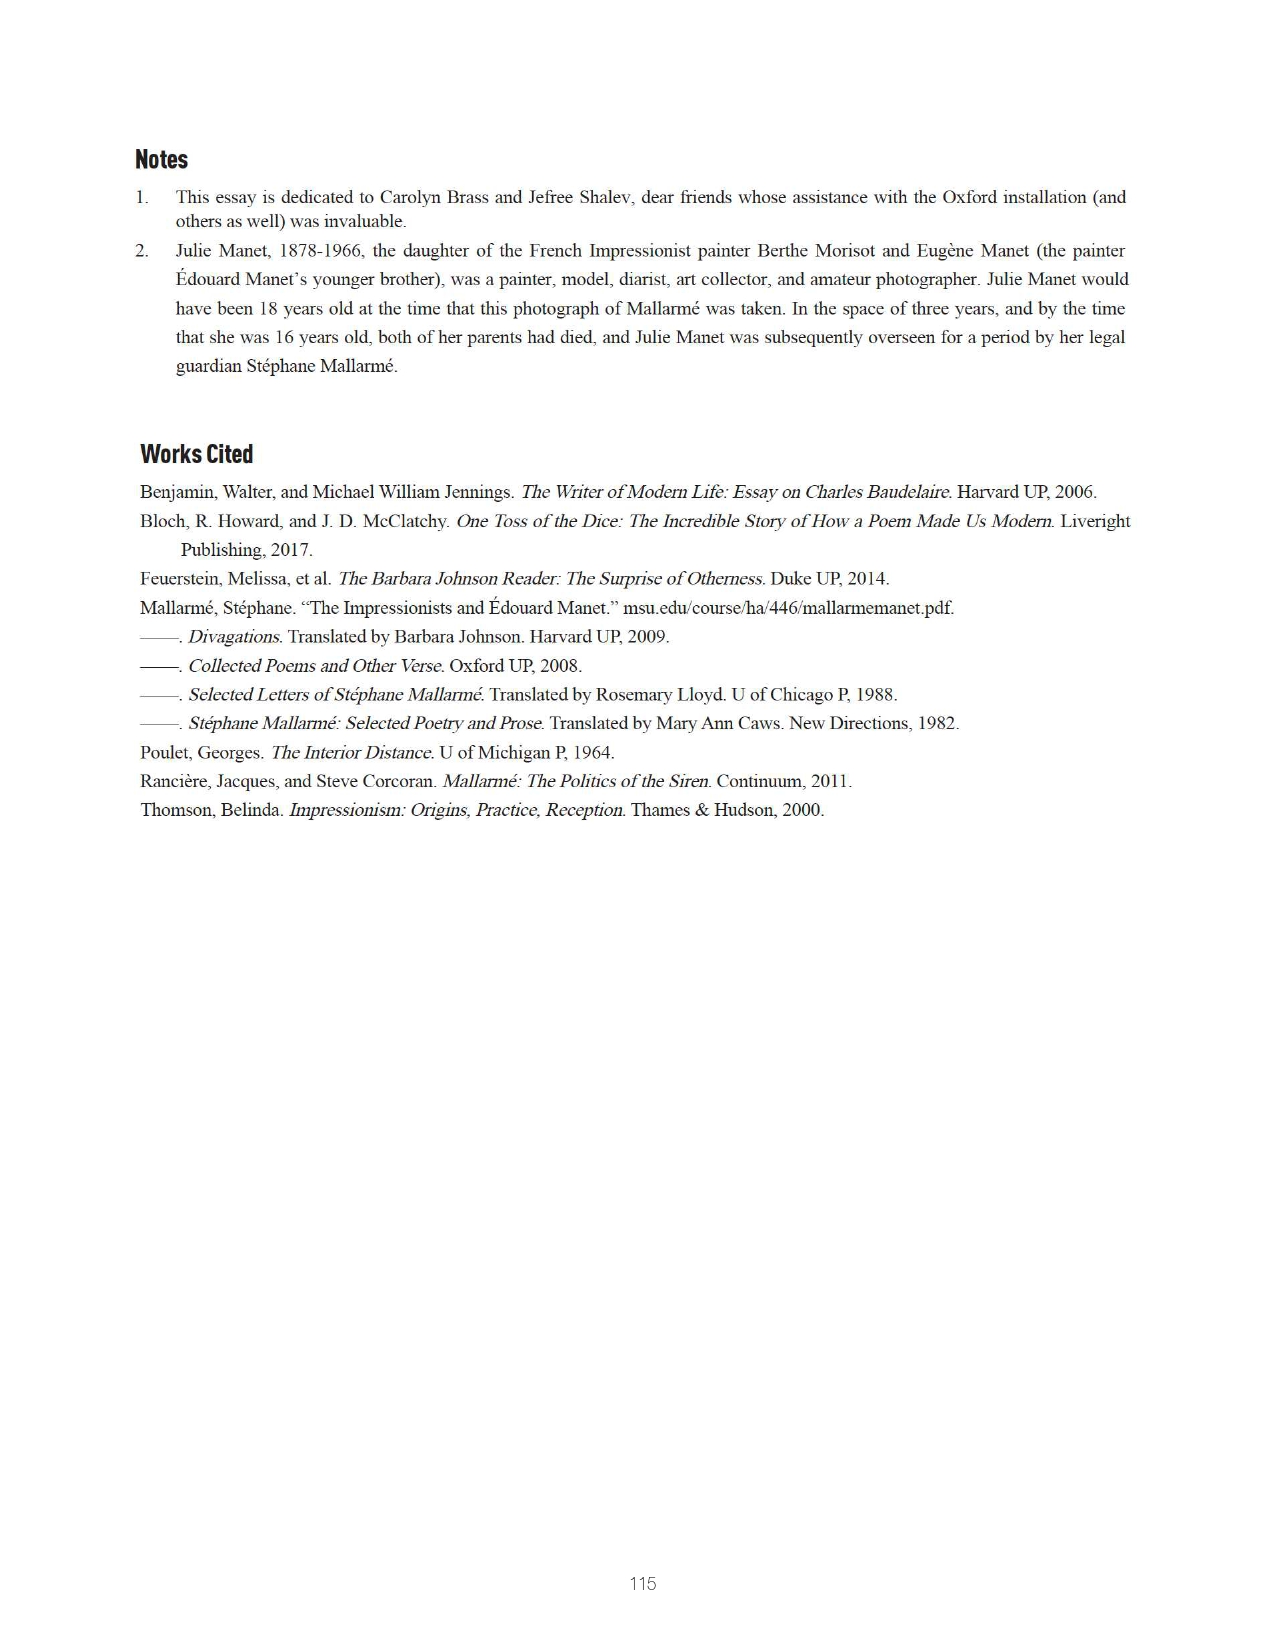 Notes
1. This essay is dedicated to Carolyn Brass and Jefree Shalev, dear friends whose assistance with the Oxford installation (and
others as well) was invaluable.
2. Julie Manet, 1878-1966, the daughter of the French Impressionist painter Berthe Morisot and Eugène Manet (the painter
Édouard Manet’s younger brother), was a painter, model, diarist, art collector, and amateur photographer. Julie Manet would
have been 18 years old at the time that this photograph of Mallarmé was taken. In the space of three years, and by the time
that she was 16 years old, both of her parents had died, and Julie Manet was subsequently overseen for a period by her legal
guardian Stéphane Mallarmé.
Works Cited
Benjamin, Walter, and Michael William Jennings. The Writer of Modern Life: Essay on Charles Baudelaire. Harvard UP, 2006.
Bloch, R. Howard, and J. D. McClatchy. One Toss of the Dice: The Incredible Story of How a Poem Made Us Modern. Liveright
Publishing, 2017.
Feuerstein, Melissa, et al. The Barbara Johnson Reader: The Surprise of Otherness. Duke UP, 2014.
Mallarmé, Stéphane. “The Impressionists and Édouard Manet.” msu.edu/course/ha/446/mallarmemanet.pdf.
——. Divagations. Translated by Barbara Johnson. Harvard UP, 2009.
——. Collected Poems and Other Verse. Oxford UP, 2008.
——. Selected Letters of Stéphane Mallarmé. Translated by Rosemary Lloyd. U of Chicago P, 1988.
——. Stéphane Mallarmé: Selected Poetry and Prose. Translated by Mary Ann Caws. New Directions, 1982.
Poulet, Georges. The Interior Distance. U of Michigan P, 1964.
Rancière, Jacques, and Steve Corcoran. Mallarmé: The Politics of the Siren. Continuum, 2011.
Thomson, Belinda. Impressionism: Origins, Practice, Reception. Thames & Hudson, 2000.
115